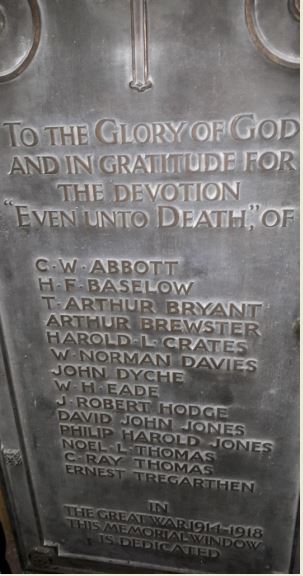 TO THE GLORY OF GOD
AND IN GRATITUDE FOR
THE DEVOTION
"EVEN UNTO DEATH," OF
C·W·ABBOTT
H·F·BASELOW
T·ARTHUR BRYANT
ARTHUR BREWSTER
HAROLD·L·CRATES
W·NORMAN DAVIES
JOHN DYCHE
W·H·EADE
J·ROBERT HODGE
DAVID JOHN JONES
PHILIP HAROLD JONES
NOEL·L·THOMAS
C·RAY THOMAS
ERNEST TREGARTHEN
IN
THE GREAT WAR 1914–1918
THIS MEMORIAL WINDOW
IS DEDICATED